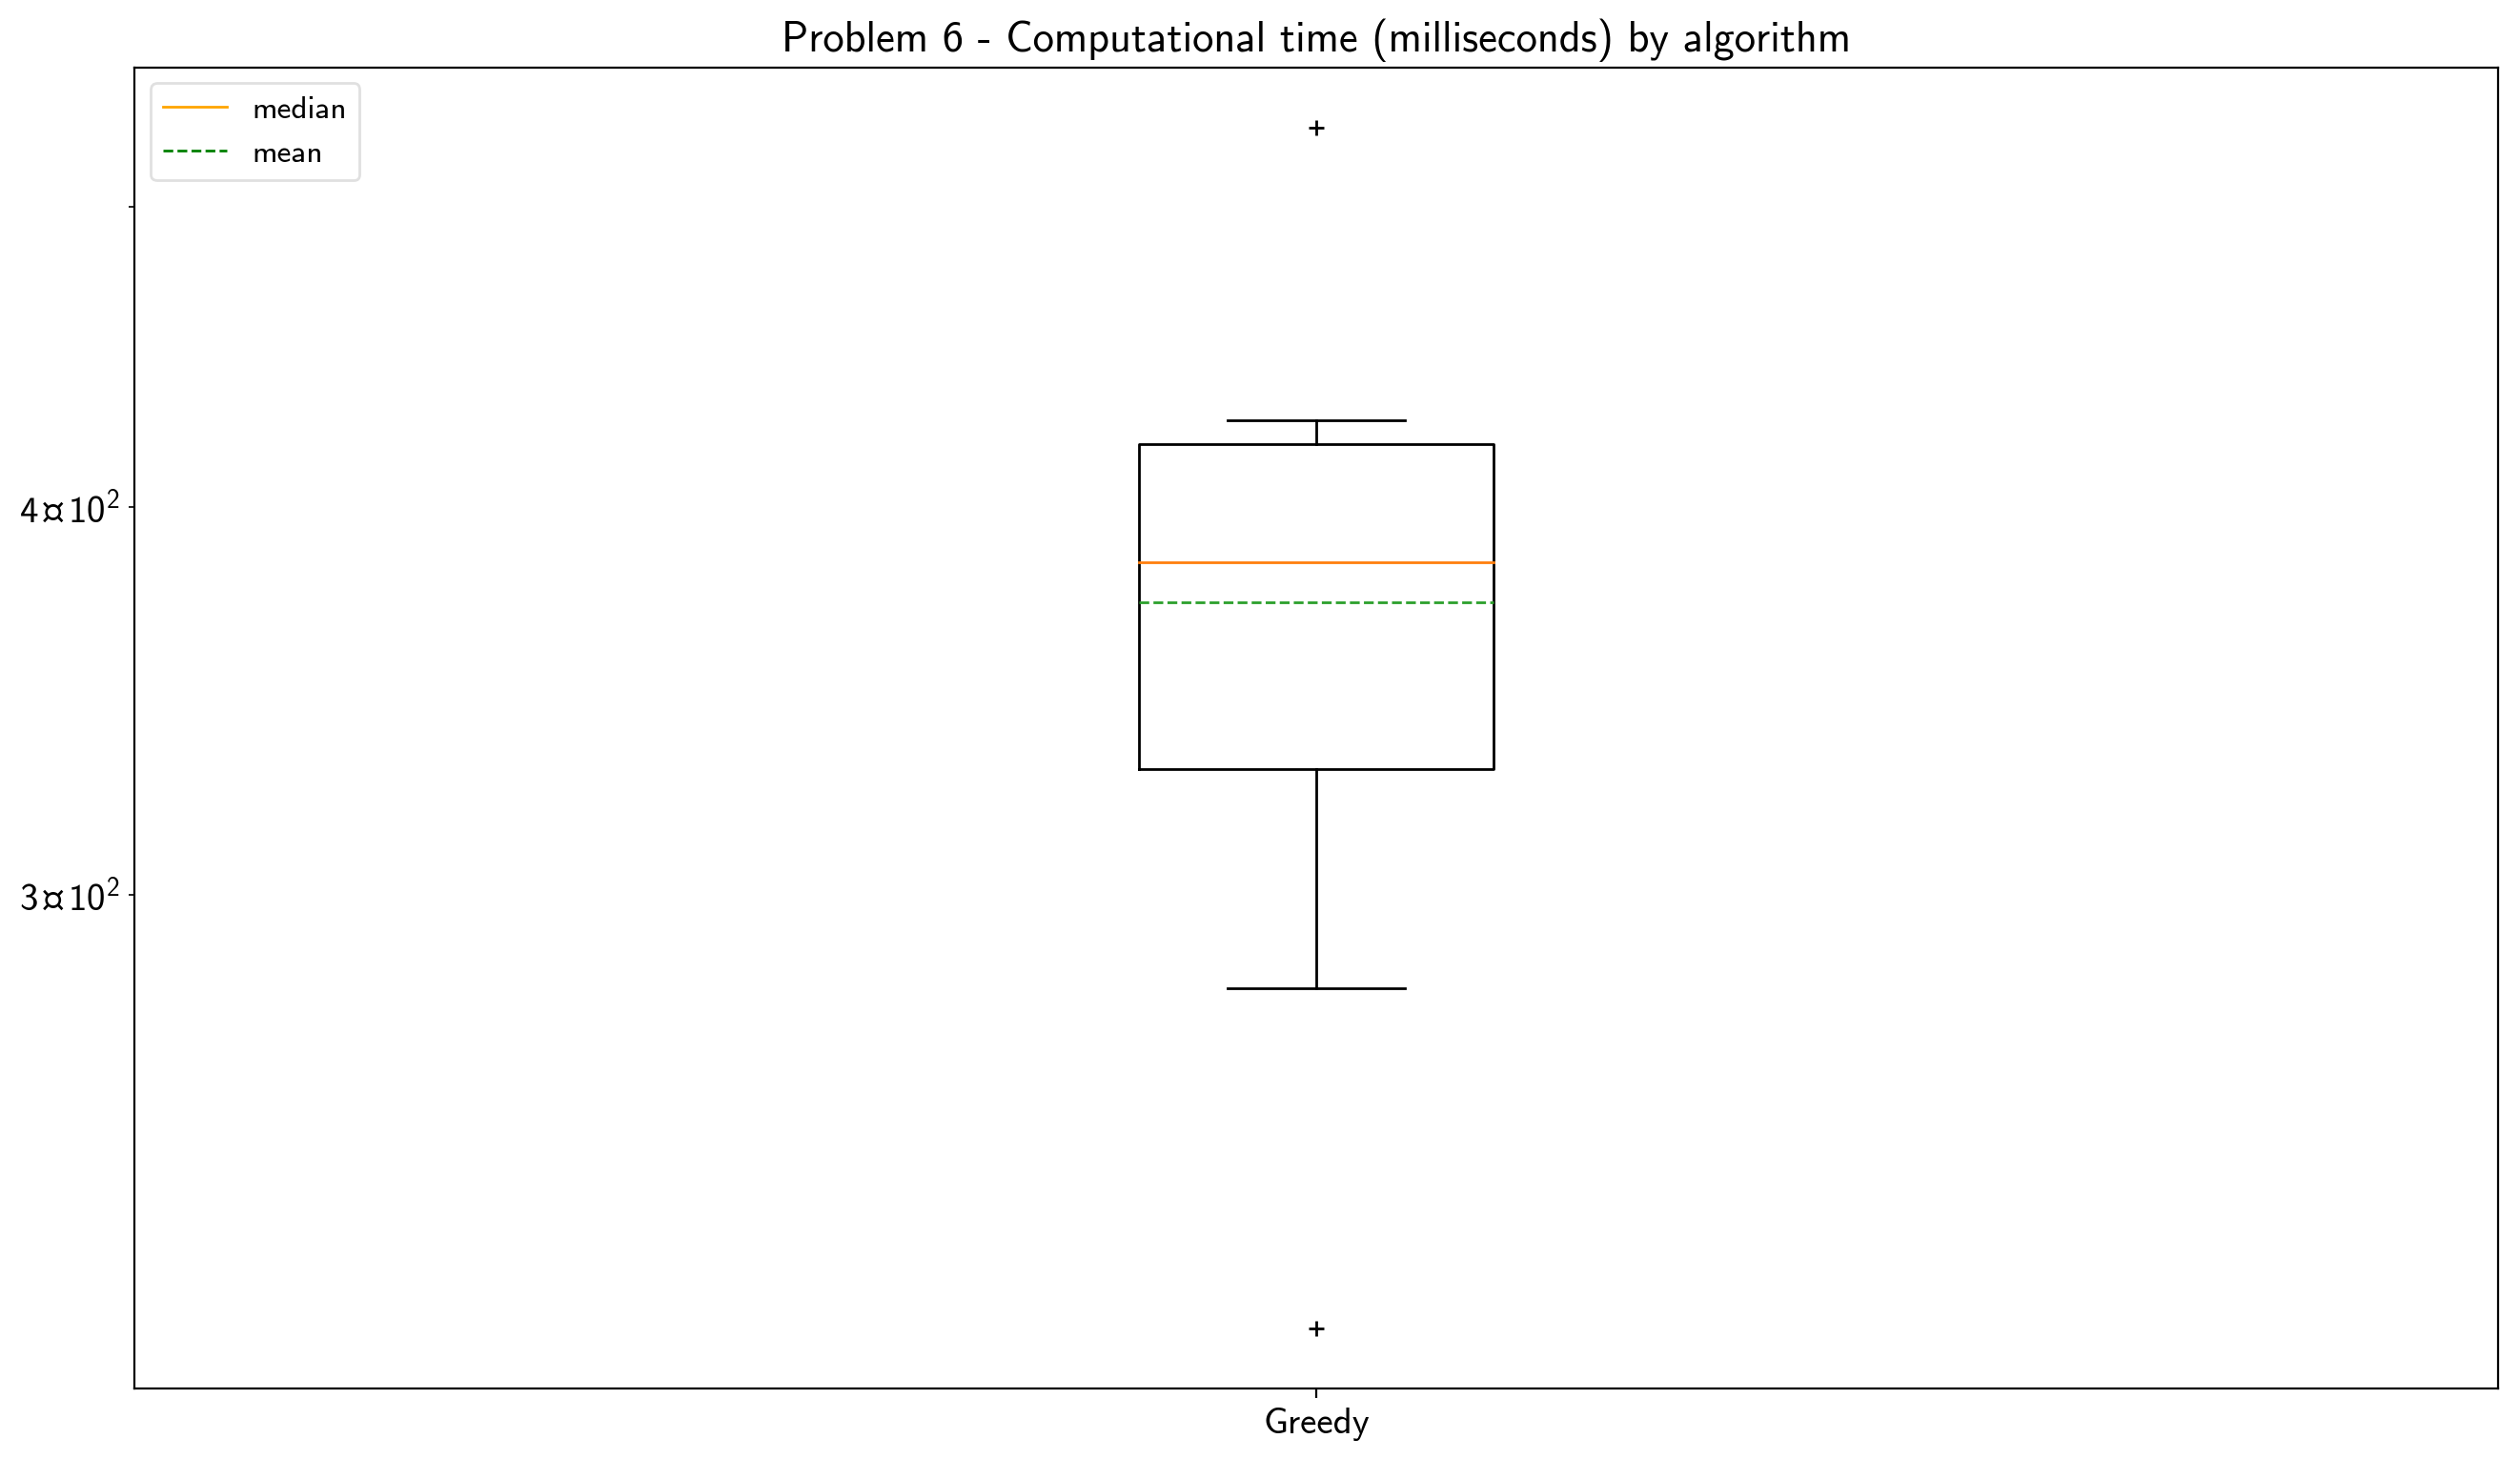 Problem 6 - Computational time (milliseconds) by algorithm
median
mean
4¤10²
3¤10²
Greedy